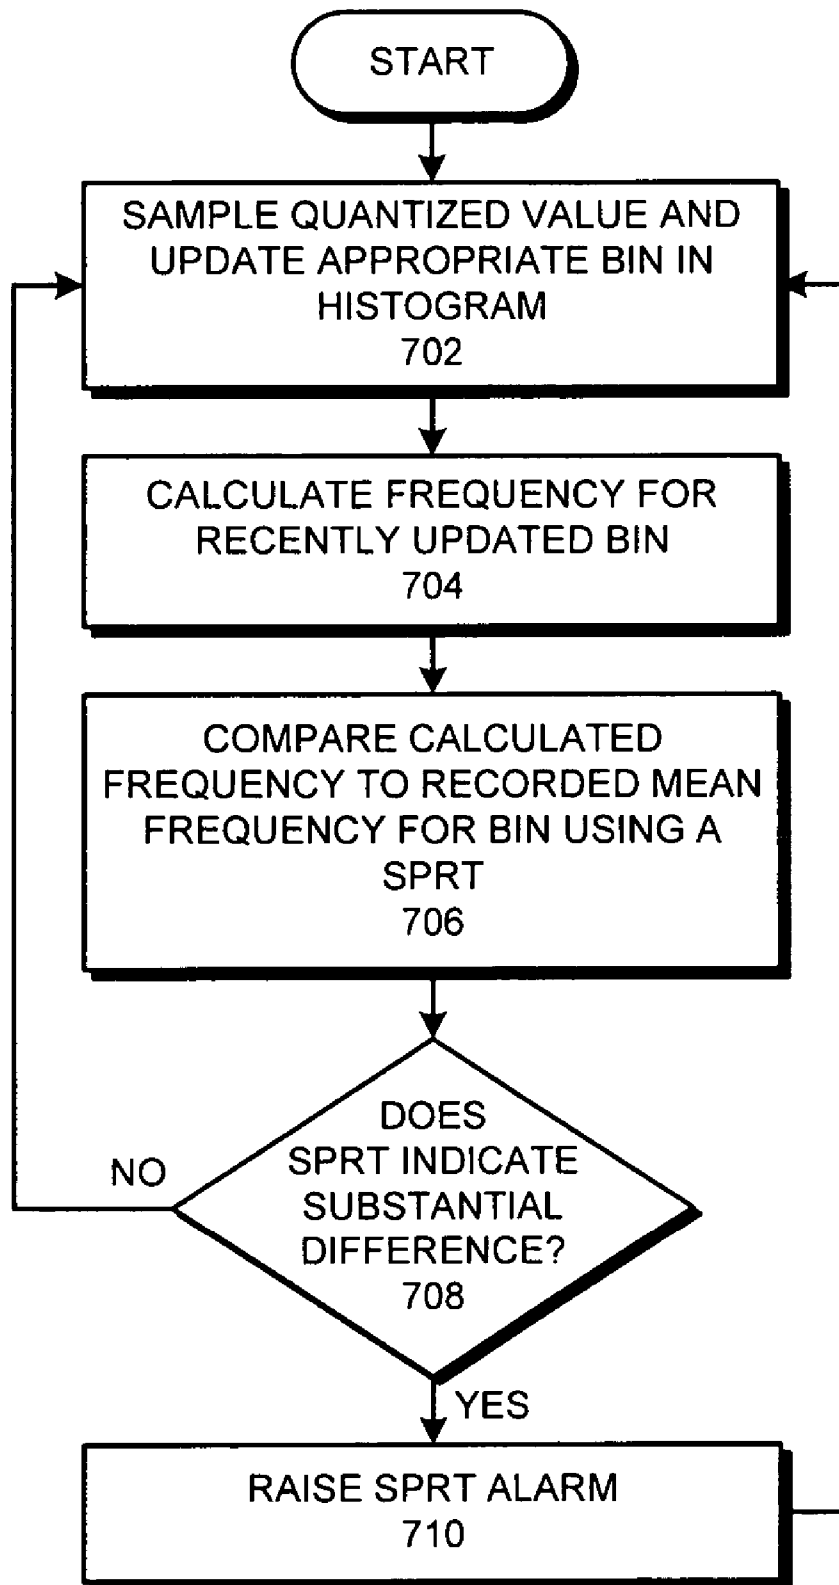 START
SAMPLE QUANTIZED VALUE AND
UPDATE APPROPRIATE BIN IN
HISTOGRAM
702
CALCULATE FREQUENCY FOR
RECENTLY UPDATED BIN
704
COMPARE CALCULATED
FREQUENCY TO RECORDED MEAN
FREQUENCY FOR BIN USING A
SPRT
706
DOES
SPRT INDICATE
SUBSTANTIAL
DIFFERENCE?
708
NO
YES
RAISE SPRT ALARM
710